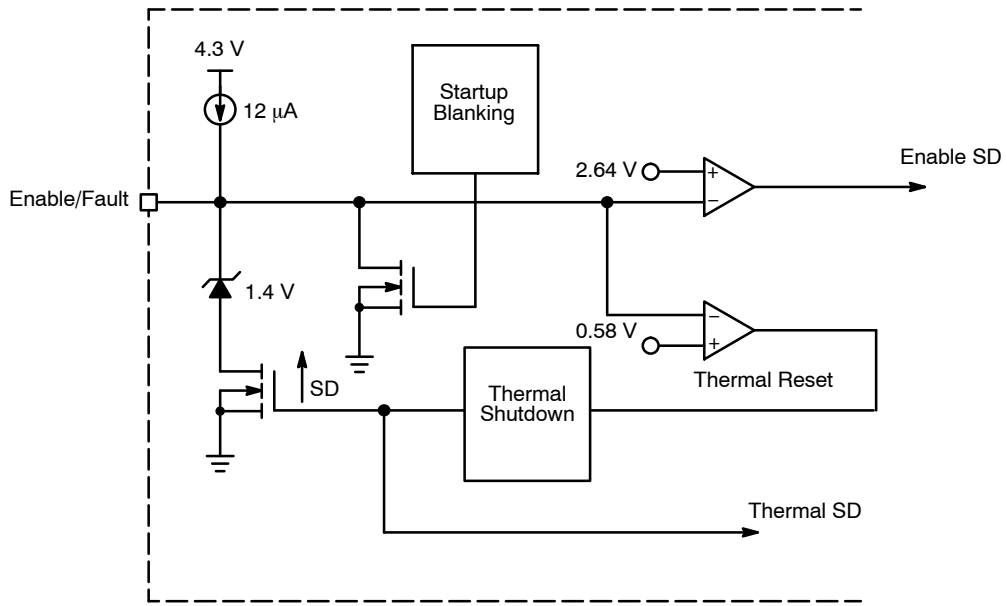 4.3 V
12 μA
Startup
Blanking
2.64 V
+
−
Enable SD
Enable/Fault
1.4 V
0.58 V
−
+
Thermal Reset
SD
Thermal
Shutdown
Thermal SD